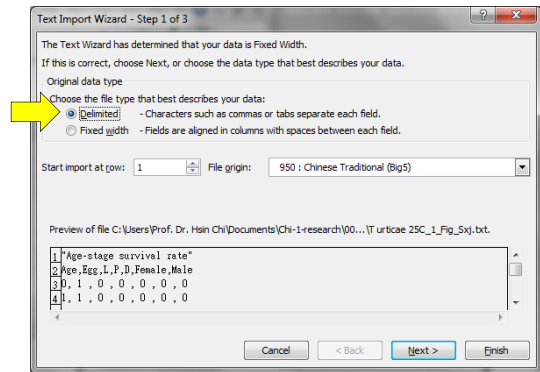 Text Import Wizard - Step 1 of 3
The Text Wizard has determined that your data is Fixed Width.
If this is correct, choose Next, or choose the data type that best describes your data.
Original data type
Choose the file type that best describes your data:
Delimited - Characters such as commas or tabs separate each field.
Fixed width - Fields are aligned in columns with spaces between each field.
Start import at row: 1 File origin: 950 : Chinese Traditional (Big5)
Preview of file C:\Users\Prof. Dr. Hsin Chi\Documents\Chi-1-research\00...\T urticae 25C_1_Fig_Sxj.txt.
1 "Age-stage survival rate"
2 Age,Egg,L,P,D,Female,Male
3 0, 1 , 0 , 0 , 0 , 0 , 0
4 1, 1 , 0 , 0 , 0 , 0 , 0
Cancel < Back Next > Finish